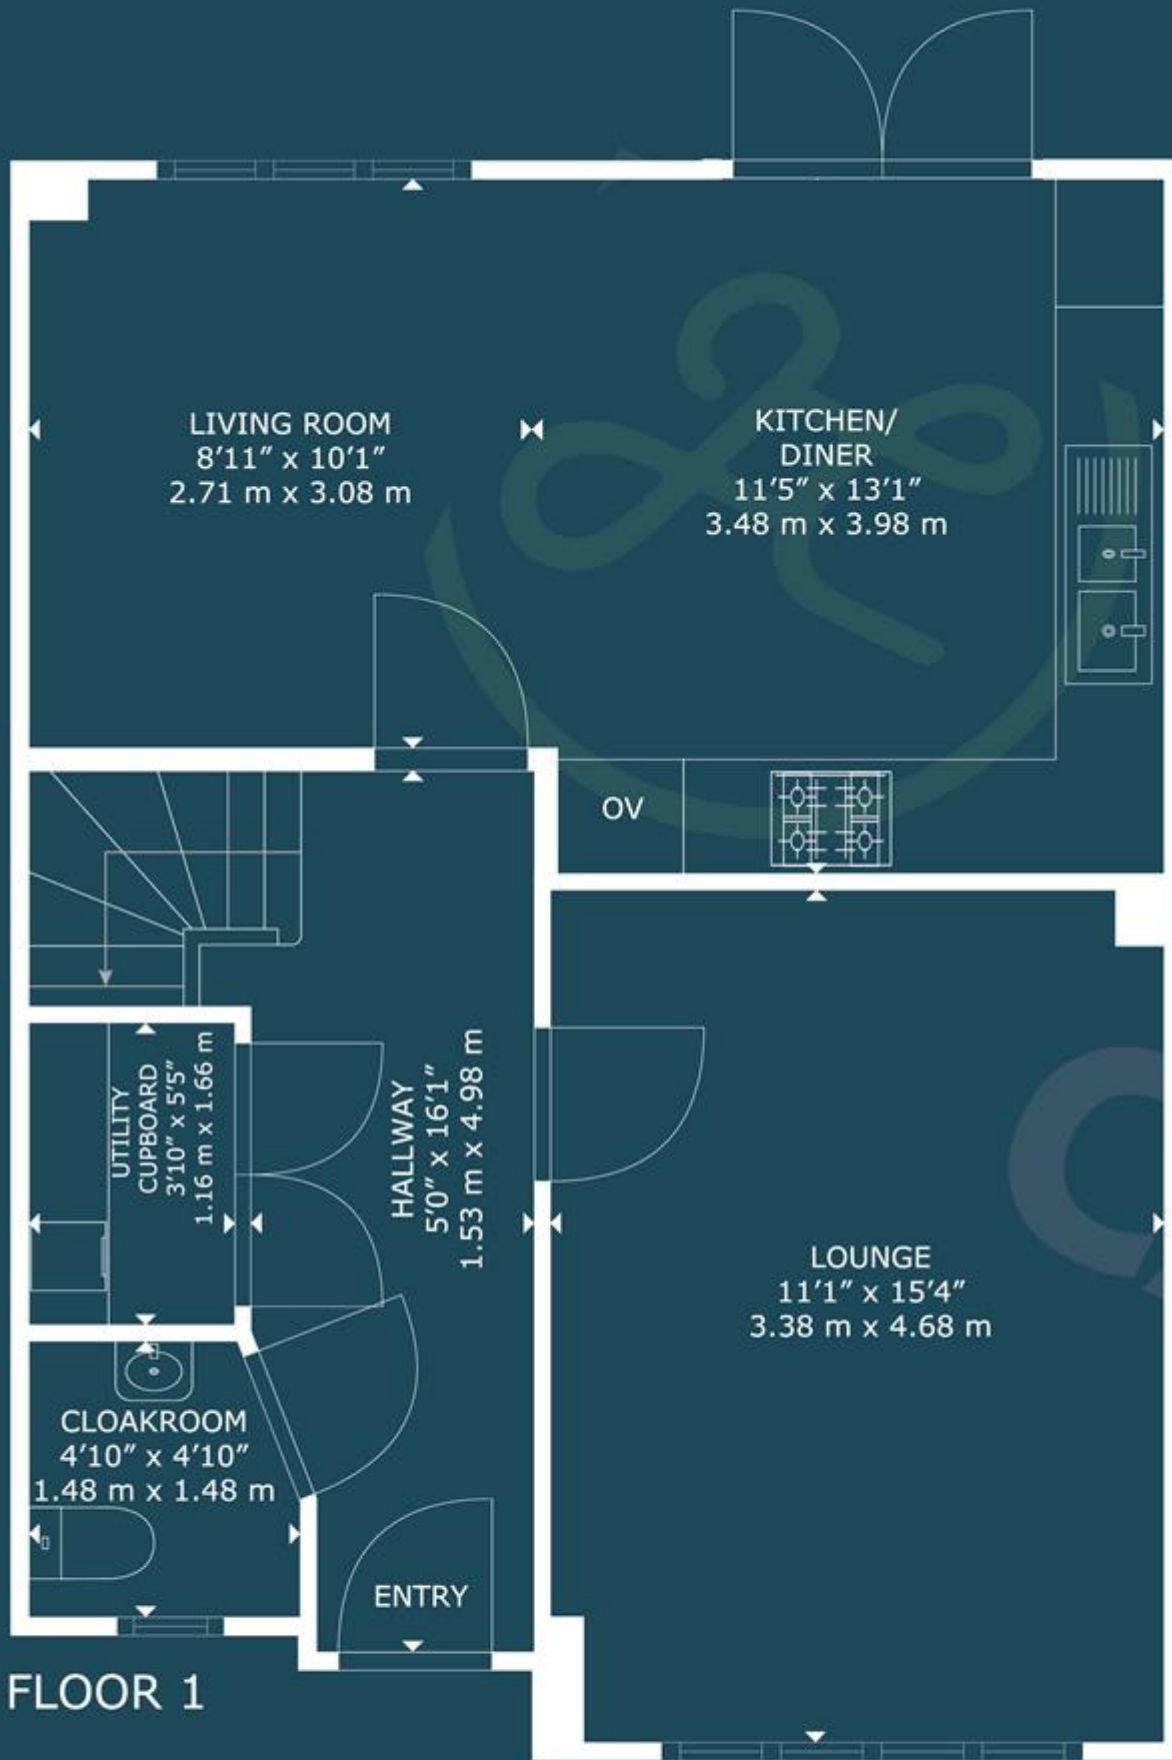 LIVING ROOM
8'11" x 10'1"
2.71 m x 3.08 m
KITCHEN/
DINER
11'5" x 13'1"
3.48 m x 3.98 m
OV
UTILITY
CUPBOARD
3'10" x 5'5"
1.16 m x 1.66 m
HALLWAY
5'0" x 16'1"
1.53 m x 4.98 m
LOUNGE
11'1" x 15'4"
3.38 m x 4.68 m
CLOAKROOM
4'10" x 4'10"
1.48 m x 1.48 m
ENTRY
FLOOR 1